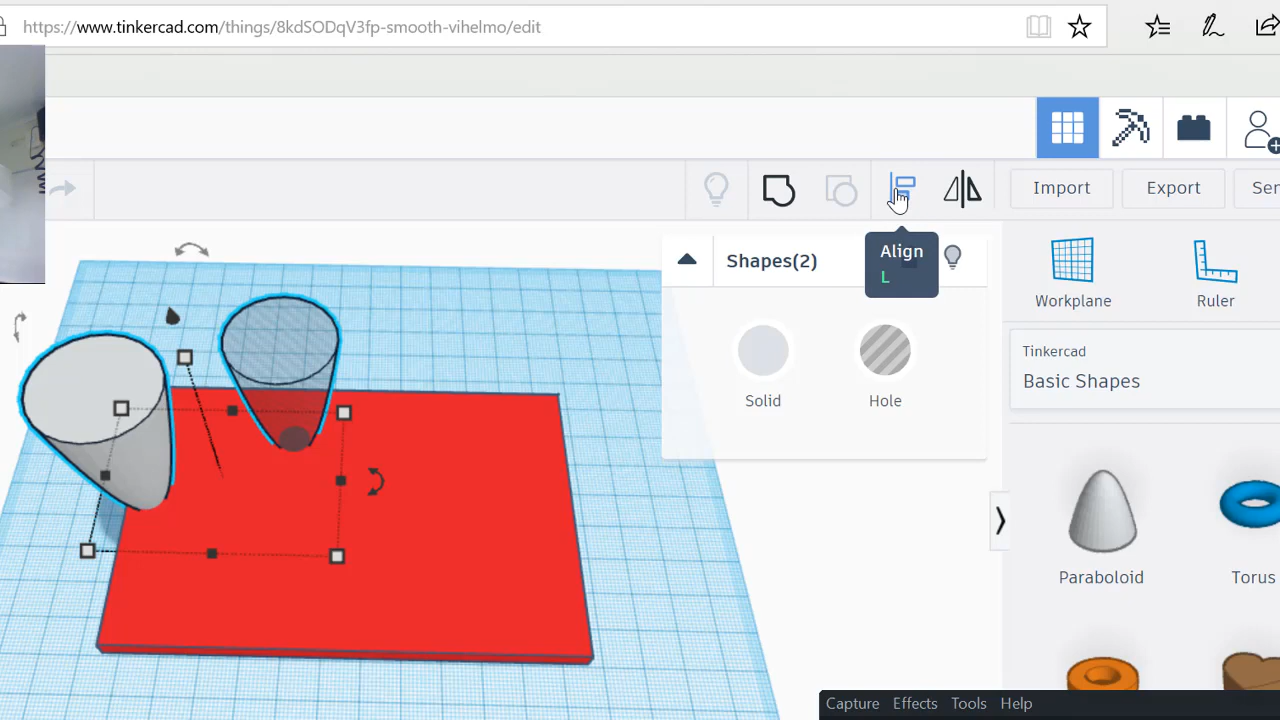 https://www.tinkercad.com/things/8kdSODqV3fp-smooth-vihelmo/edit
Import
Export
Shapes(2)
Align
L
Solid
Hole
Workplane
Ruler
Tinkercad
Basic Shapes
Paraboloid
Torus
Capture Effects Tools Help